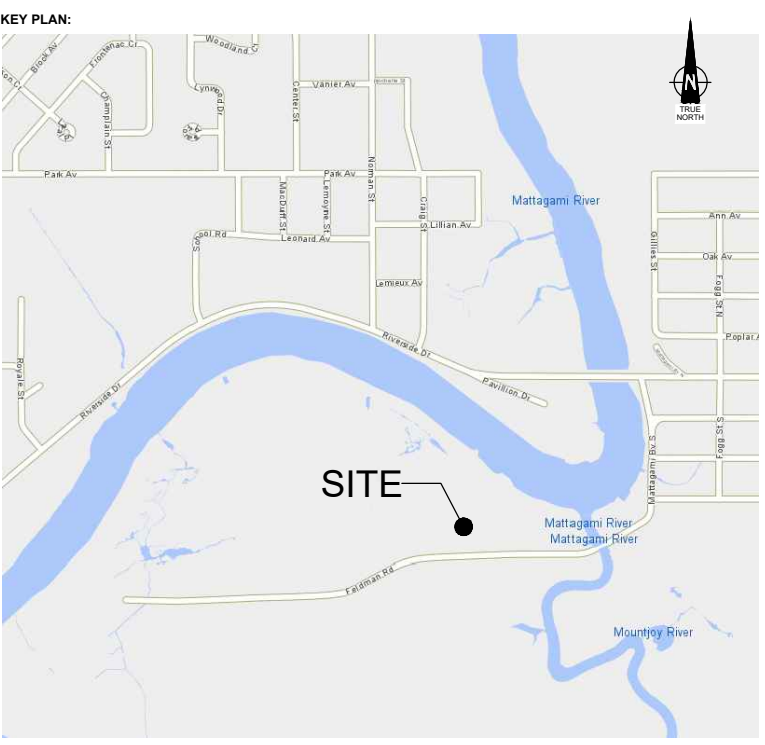 KEY PLAN:
N
TRUE
NORTH
Brook Av
Frontenac Cr
Woodland Cr
Lynwood Dr
Champlain St
Center St
Vanier Av
Park Av
Park Av
Norman St
MacDuff St
Lemoyne St
Craig St
Lillian Av
School Rd
Leonard Av
Lemieux Av
Mattagami River
Ann Av
Gillies St
Oak Av
Fogg St N
Poplar A
Riverside Dr
Pavillion Dr
Royale St
Riverside Dr
Mattagami Bv S
Fogg St S
SITE
Mattagami River
Mattagami River
Feldman Rd
Mountjoy River